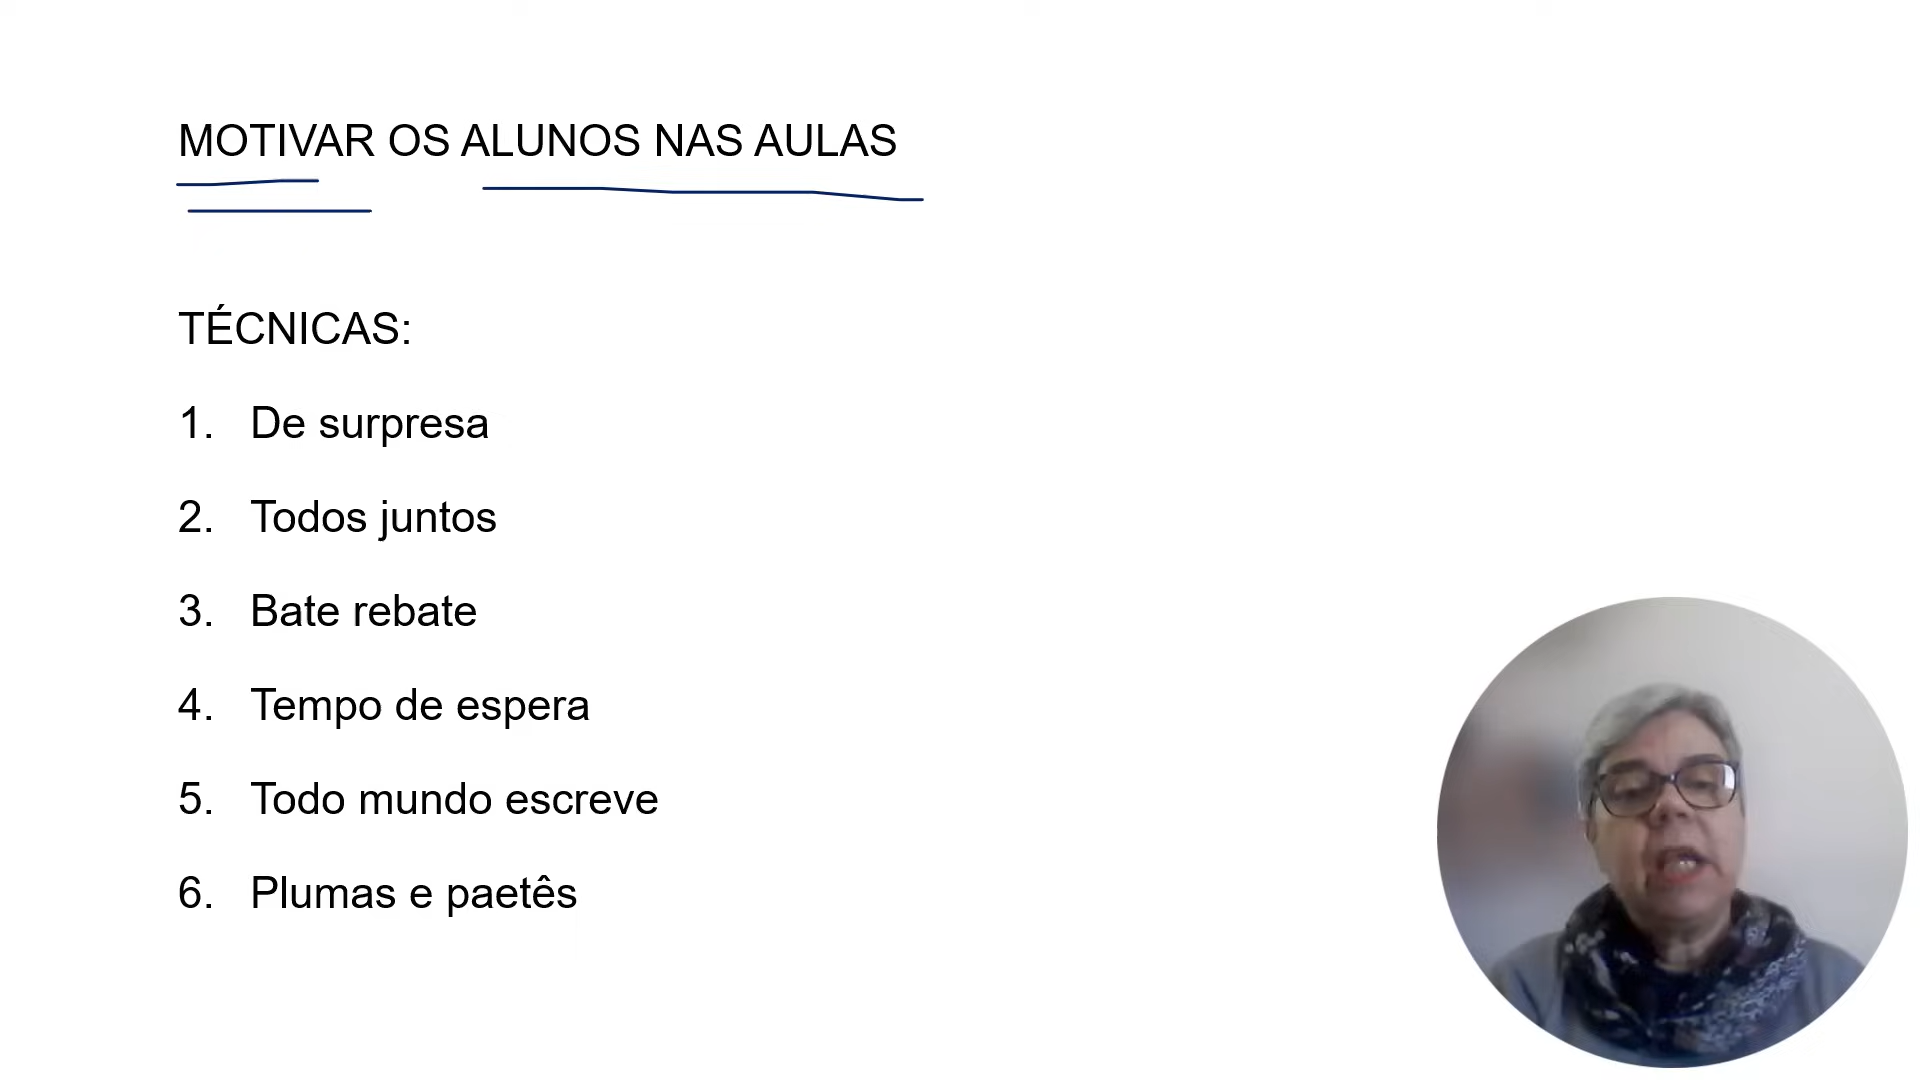 MOTIVAR OS ALUNOS NAS AULAS
TÉCNICAS:
1. De surpresa
2. Todos juntos
3. Bate rebate
4. Tempo de espera
5. Todo mundo escreve
6. Plumas e paetês